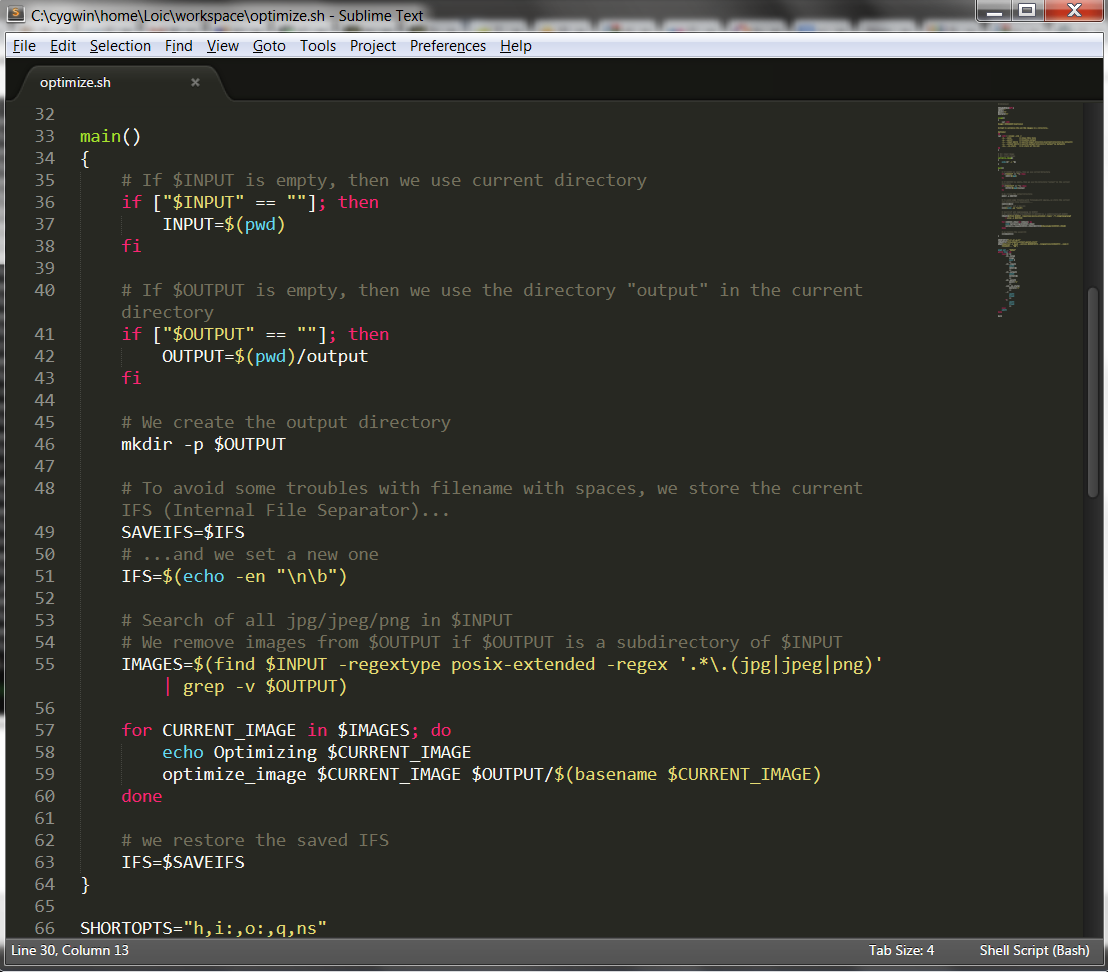 C:\cygwin\home\Loic\workspace\optimize.sh - Sublime Text
File Edit Selection Find View Goto Tools Project Preferences Help
optimize.sh ×
32
33 main()
34 {
35     # If $INPUT is empty, then we use current directory
36     if ["$INPUT" == ""]; then
37         INPUT=$(pwd)
38     fi
39
40     # If $OUTPUT is empty, then we use the directory "output" in the current
directory
41     if ["$OUTPUT" == ""]; then
42         OUTPUT=$(pwd)/output
43     fi
44
45     # We create the output directory
46     mkdir -p $OUTPUT
47
48     # To avoid some troubles with filename with spaces, we store the current
IFS (Internal File Separator)...
49     SAVEIFS=$IFS
50     # ...and we set a new one
51     IFS=$(echo -en "\n\b")
52
53     # Search of all jpg/jpeg/png in $INPUT
54     # We remove images from $OUTPUT if $OUTPUT is a subdirectory of $INPUT
55     IMAGES=$(find $INPUT -regextype posix-extended -regex '.*\.(jpg|jpeg|png)'
| grep -v $OUTPUT)
56
57     for CURRENT_IMAGE in $IMAGES; do
58         echo Optimizing $CURRENT_IMAGE
59         optimize_image $CURRENT_IMAGE $OUTPUT/$(basename $CURRENT_IMAGE)
60     done
61
62     # we restore the saved IFS
63     IFS=$SAVEIFS
64 }
65
66 SHORTOPTS="h,i:,o:,q,ns"
Line 30, Column 13 Tab Size: 4 Shell Script (Bash)